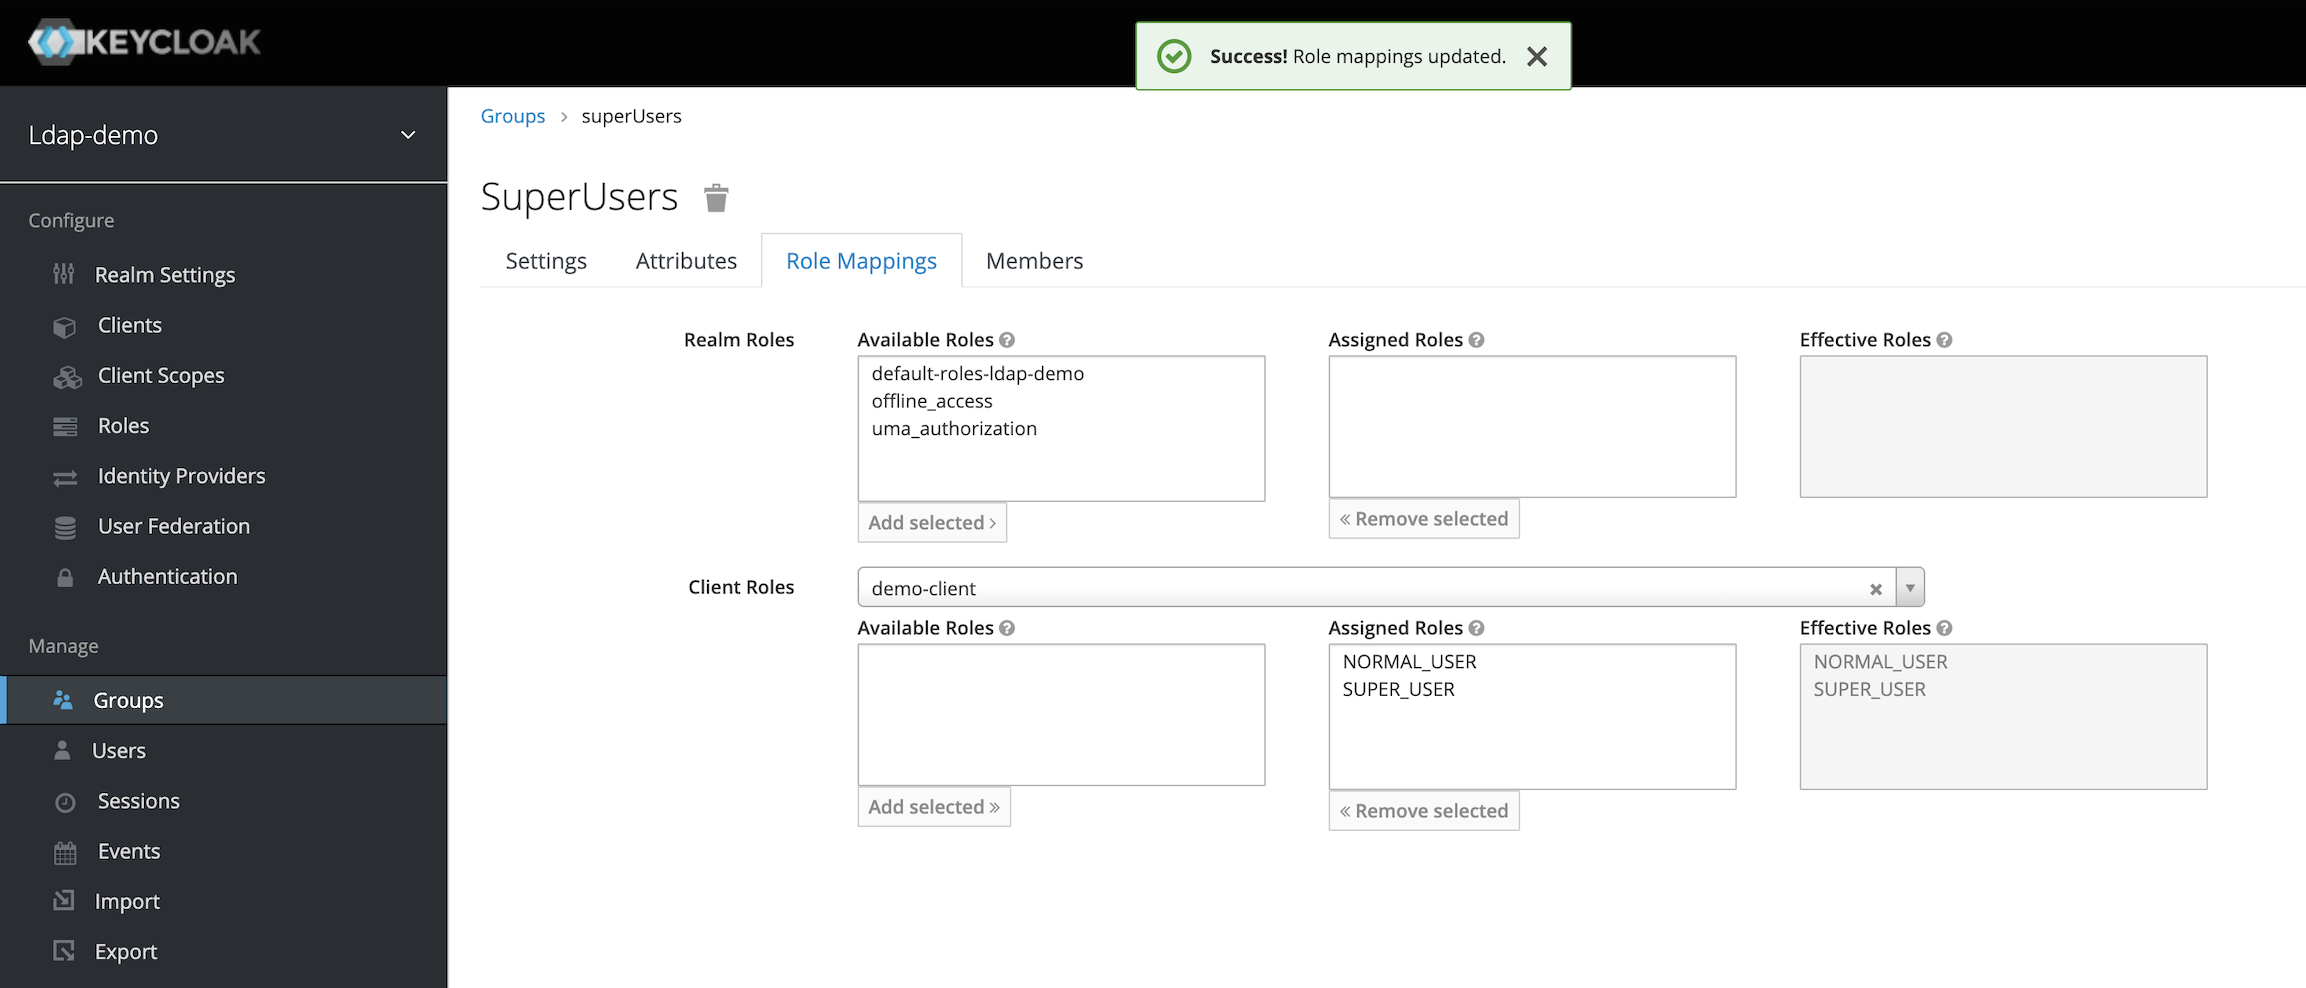 KEYCLOAK
Success! Role mappings updated.
Ldap-demo
Configure
Realm Settings
Clients
Client Scopes
Roles
Identity Providers
User Federation
Authentication
Manage
Groups
Users
Sessions
Events
Import
Export
Groups > superUsers
SuperUsers
Settings Attributes Role Mappings Members
Realm Roles
Available Roles
default-roles-ldap-demo
offline_access
uma_authorization
Add selected >
Assigned Roles
« Remove selected
Effective Roles
Client Roles
demo-client
Available Roles
Add selected »
Assigned Roles
NORMAL_USER
SUPER_USER
« Remove selected
Effective Roles
NORMAL_USER
SUPER_USER